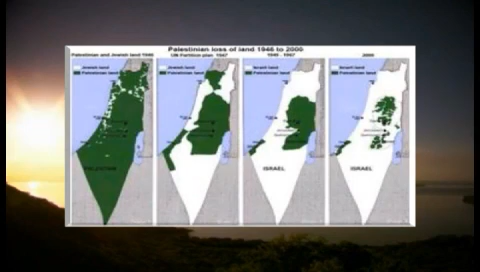 Palestinian loss of land 1946 to 2000
Palestinian and Jewish land 1946
UN Partition plan 1947
1949 - 1967
2000
Jewish land
Palestinian land
Jewish land
Palestinian land
Israeli land
Palestinian land
Israeli land
Palestinian land
ISRAEL
ISRAEL